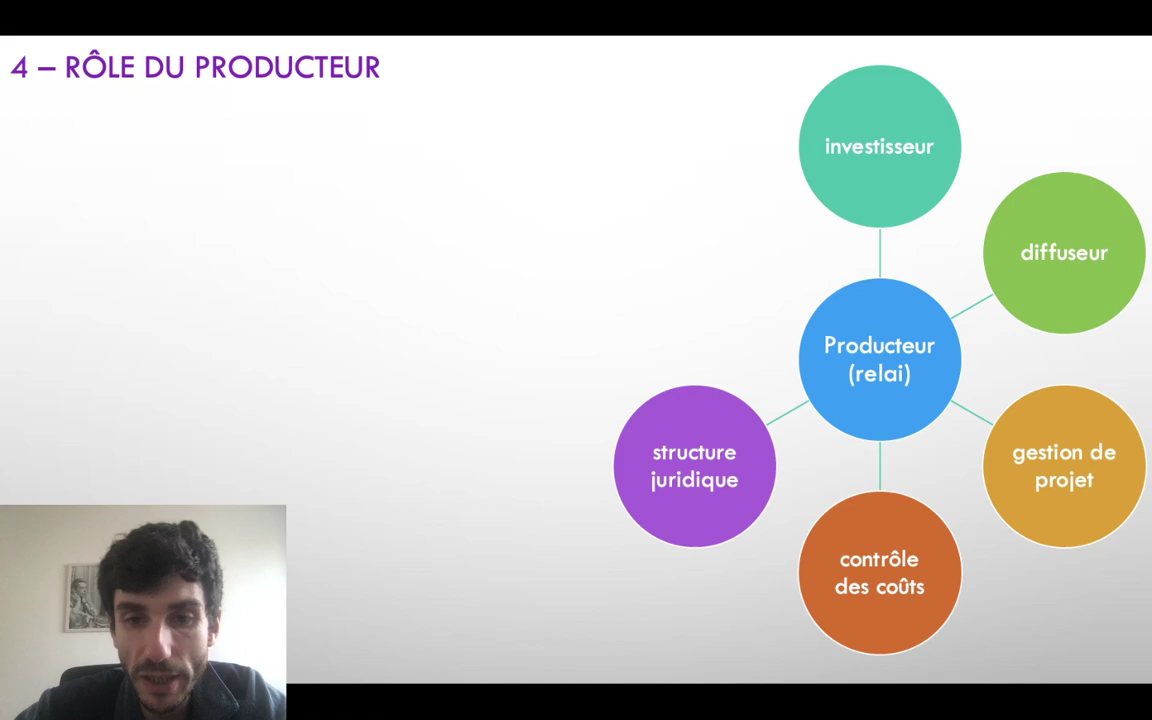 4 – RÔLE DU PRODUCTEUR
investisseur
diffuseur
Producteur
(relai)
structure
juridique
gestion de
projet
contrôle
des coûts